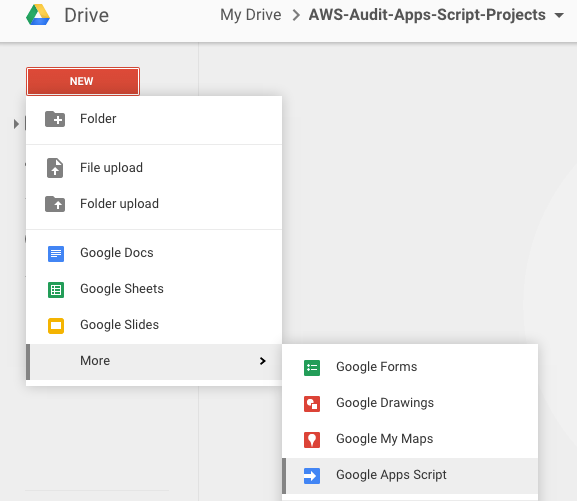 Drive
My Drive > AWS-Audit-Apps-Script-Projects
NEW
Folder
File upload
Folder upload
Google Docs
Google Sheets
Google Slides
More
Google Forms
Google Drawings
Google My Maps
Google Apps Script